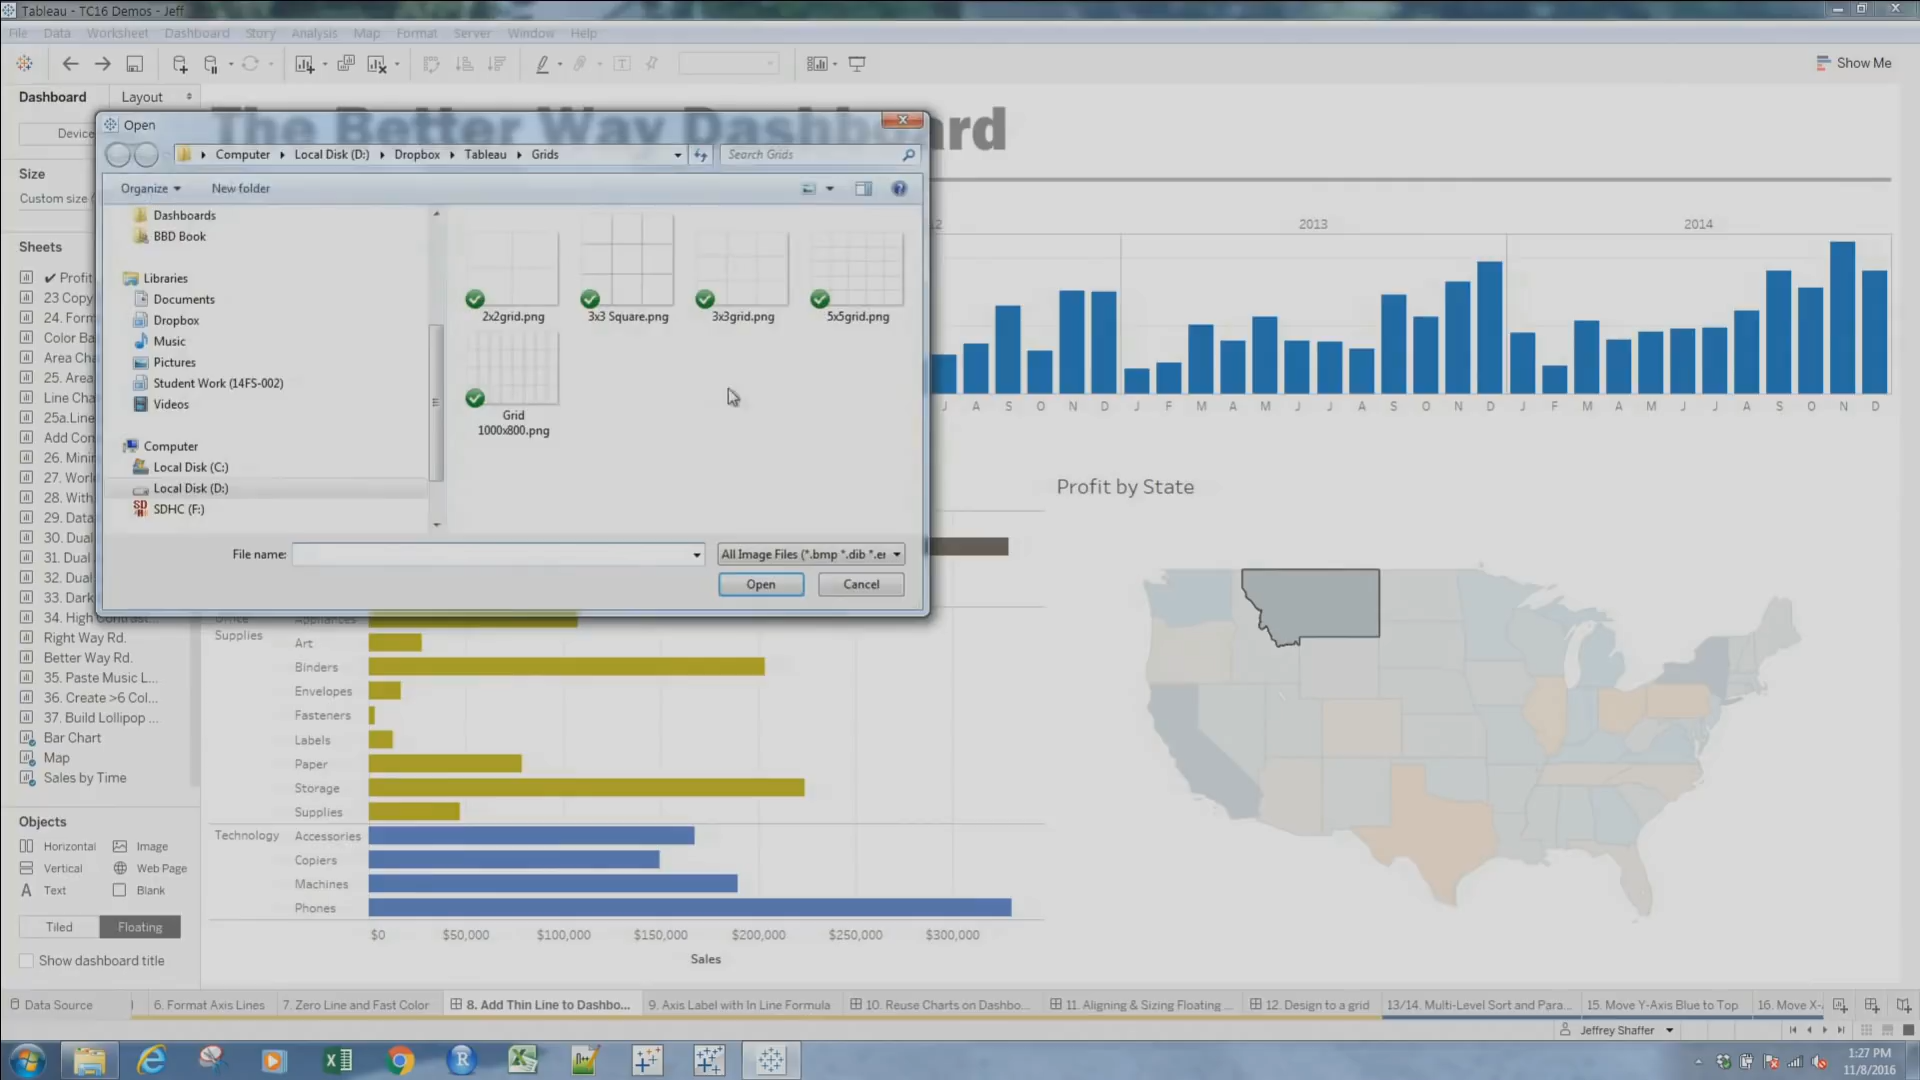 Tableau - TC16 Demos - Jeff
File Data Worksheet Dashboard Story Analysis Map Format Server Window Help
Show Me
Dashboard Layout
The Better Way Dashboard
Device
Size
Custom size (
Sheets
Profit
23 Copy
24. Form
Color Ba
Area Cha
25. Area
Line Cha
25a.Line
Add Con
26. Mini
27. Worl
28. With
29. Data
30. Dual
31. Dual
32. Dual
33. Dark
34. High Contrast...
Right Way Rd.
Better Way Rd.
35. Paste Music L...
36. Create >6 Col...
37. Build Lollipop ...
Bar Chart
Map
Sales by Time
Objects
Horizontal Image
Vertical Web Page
Text Blank
Tiled Floating
Show dashboard title
Open
Computer Local Disk (D:) Dropbox Tableau Grids
Search Grids
Organize New folder
Dashboards
BBD Book
Libraries
Documents
Dropbox
Music
Pictures
Student Work (14FS-002)
Videos
Computer
Local Disk (C:)
Local Disk (D:)
SDHC (F:)
2x2grid.png 3x3 Square.png 3x3grid.png 5x5grid.png
Grid
1000x800.png
File name:
All Image Files (*.bmp *.dib *.er
Open Cancel
2 2013 2014
J A S O N D J F M A M J J A S O N D J F M A M J J A S O N D
Profit by State
Office
Supplies
Appliances
Art
Binders
Envelopes
Fasteners
Labels
Paper
Storage
Supplies
Technology Accessories
Copiers
Machines
Phones
$0 $50,000 $100,000 $150,000 $200,000 $250,000 $300,000
Sales
Data Source 6. Format Axis Lines 7. Zero Line and Fast Color 8. Add Thin Line to Dashbo... 9. Axis Label with In Line Formula 10. Reuse Charts on Dashbo... 11. Aligning & Sizing Floating ... 12. Design to a grid 13/14. Multi-Level Sort and Para... 15. Move Y-Axis Blue to Top 16. Move X-
Jeffrey Shaffer
1:27 PM
11/8/2016